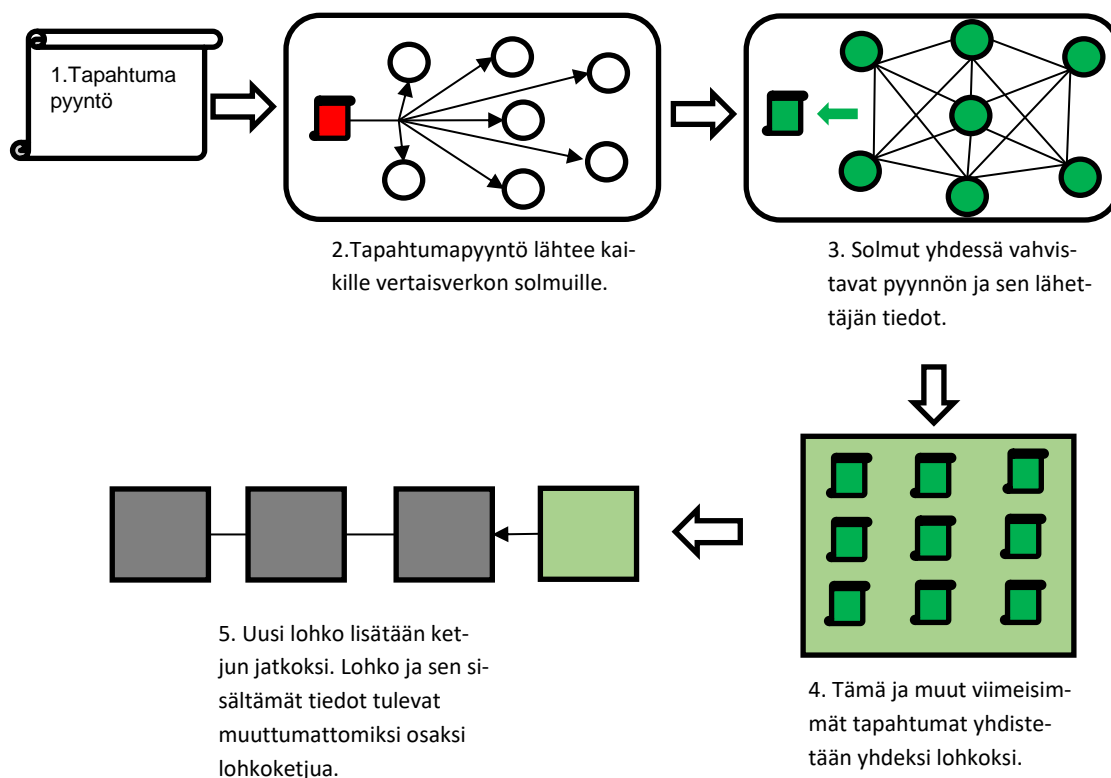 1.Tapahtuma
pyyntö
2.Tapahtumapyyntö lähtee kai-
kille vertaisverkon solmuille.
3. Solmut yhdessä vahvis-
tavat pyynnön ja sen lähet-
täjän tiedot.
4. Tämä ja muut viimeisim-
mät tapahtumat yhdiste-
tään yhdeksi lohkoksi.
5. Uusi lohko lisätään ket-
jun jatkoksi. Lohko ja sen si-
sältämät tiedot tulevat
muuttumattomiksi osaksi
lohkoketjua.